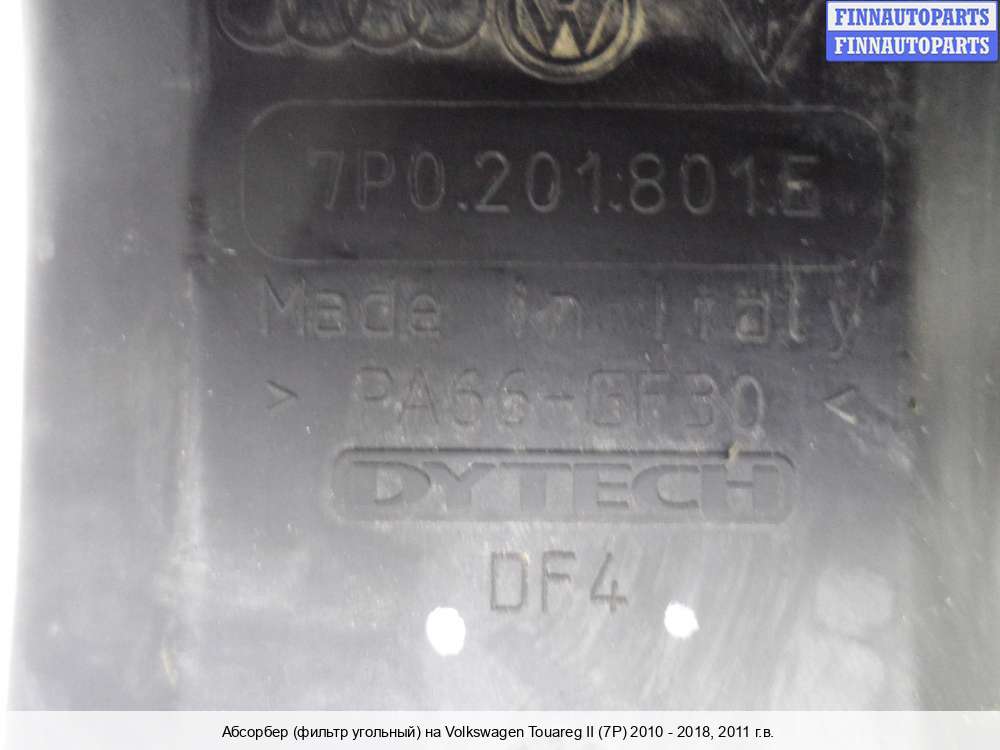 FINNAUTOPARTS
FINNAUTOPARTS
7P0.201.801.E
Made in Italy
> PA66-GF30 <
DYTECH
DF4
Абсорбер (фильтр угольный) на Volkswagen Touareg II (7P) 2010 - 2018, 2011 г.в.